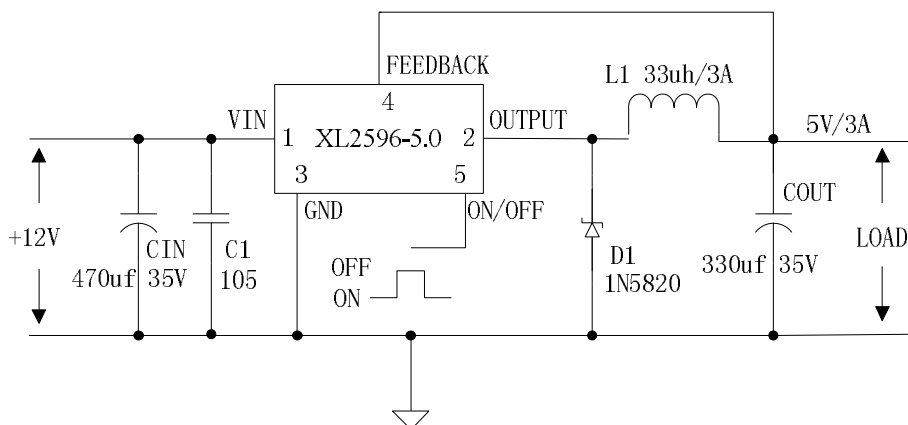 FEEDBACK
L1 33uh/3A
4
VIN
OUTPUT
5V/3A
1 XL2596-5.0 2
3
5
GND
ON/OFF
COUT
+12V
CIN
C1
LOAD
470uf 35V
105
OFF
ON
D1
1N5820
330uf 35V